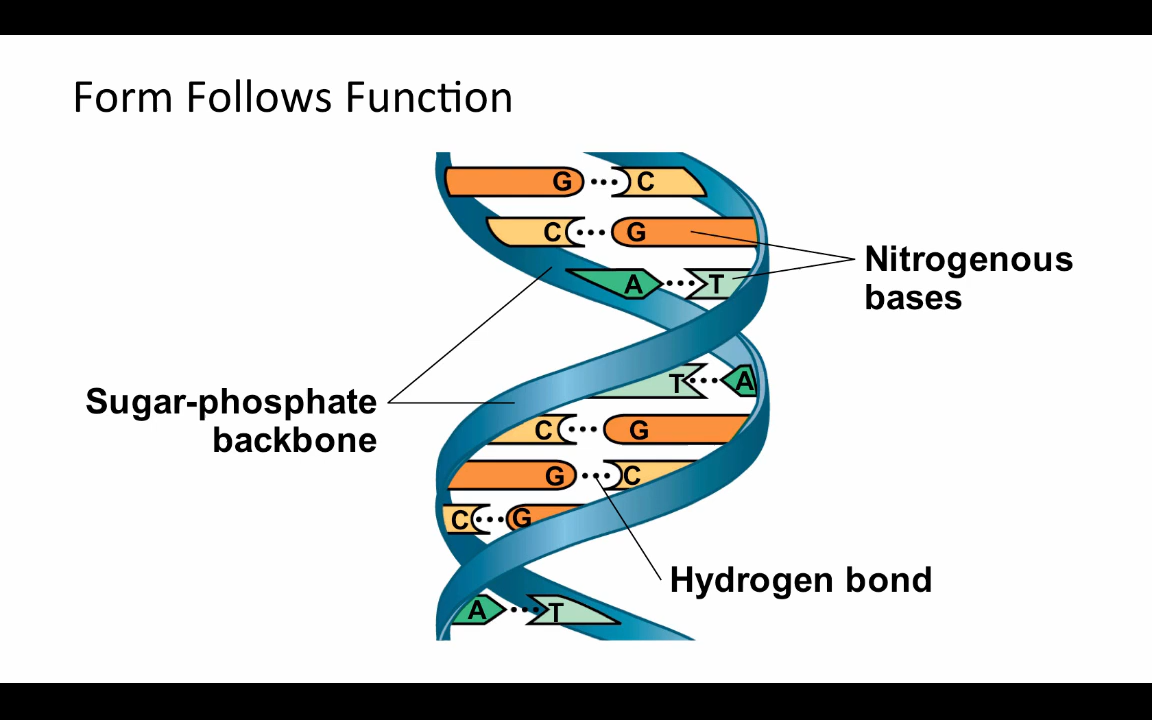 Form Follows Function
G C
C G
Nitrogenous
bases
A T
T A
Sugar-phosphate
backbone
C G
G C
C G
Hydrogen bond
A T